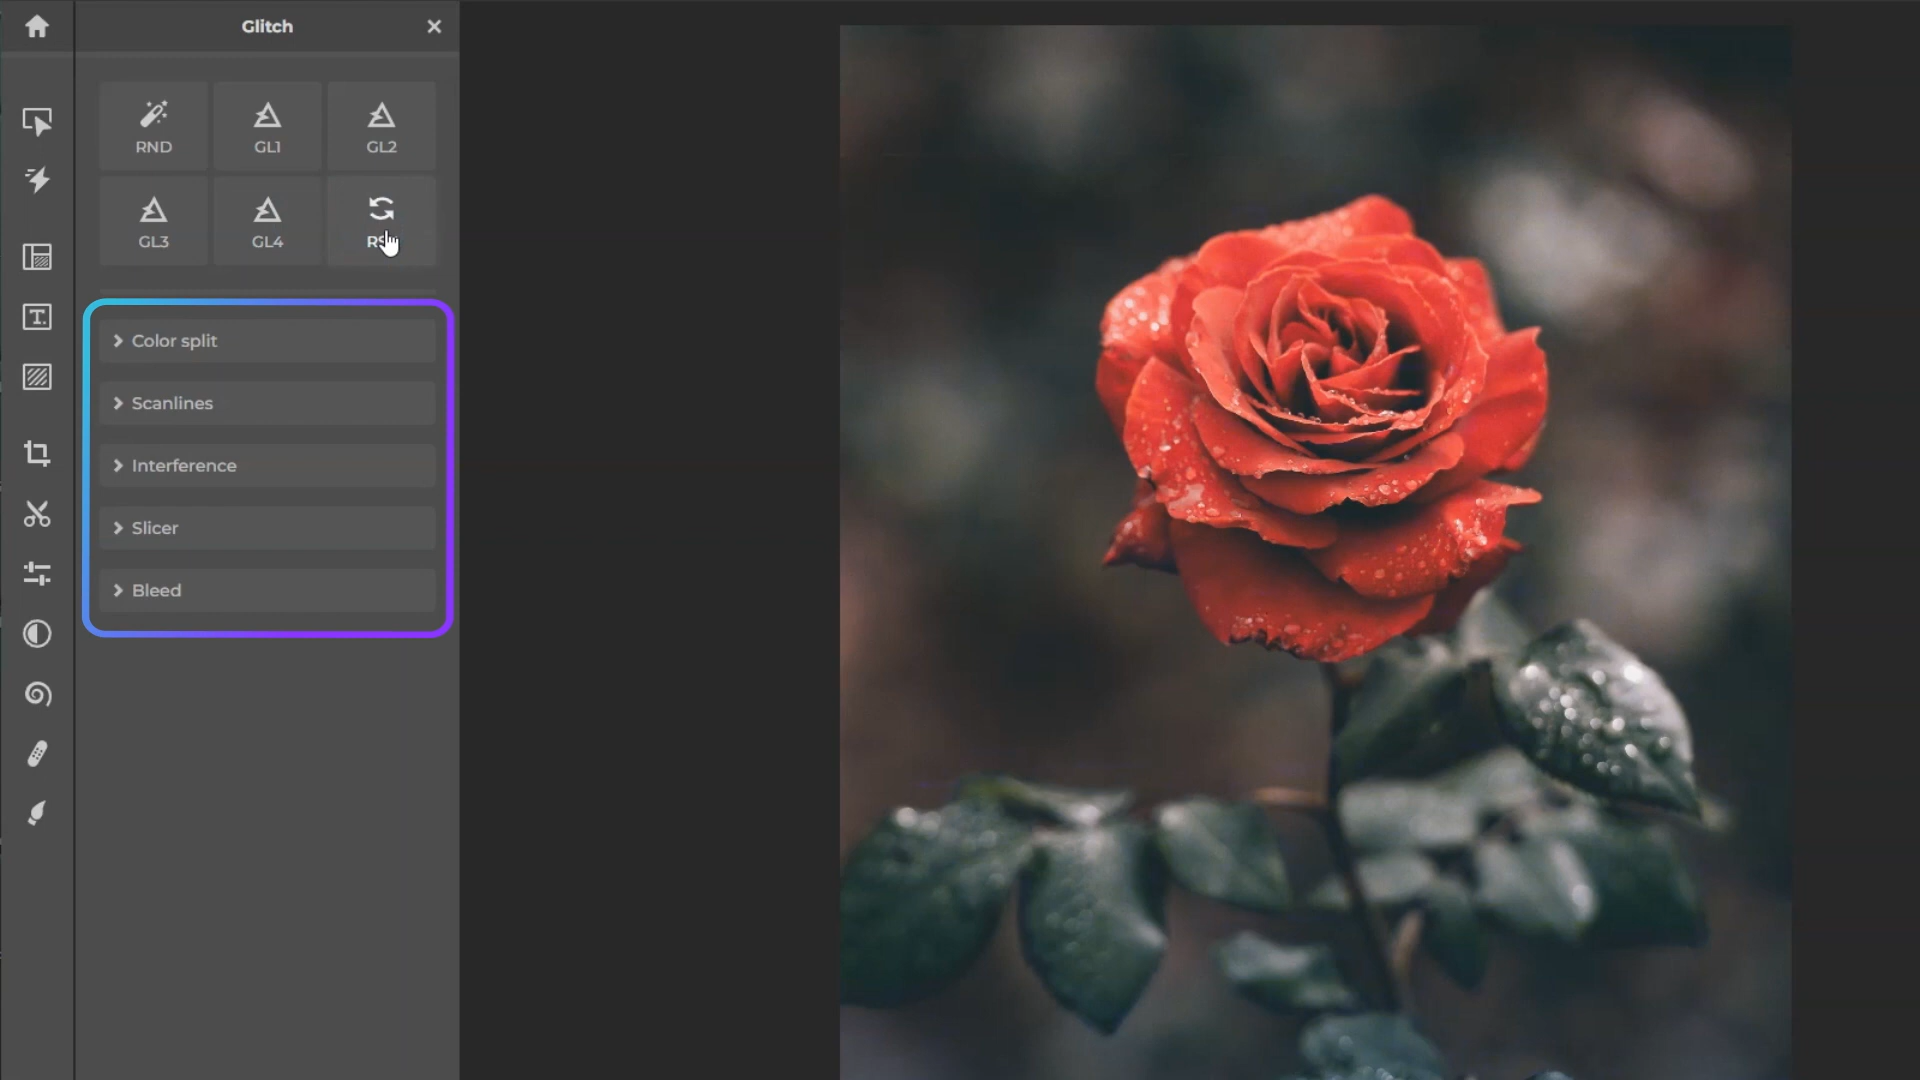 Glitch
RND
GL1
GL2
GL3
GL4
Color split
Scanlines
Interference
Slicer
Bleed